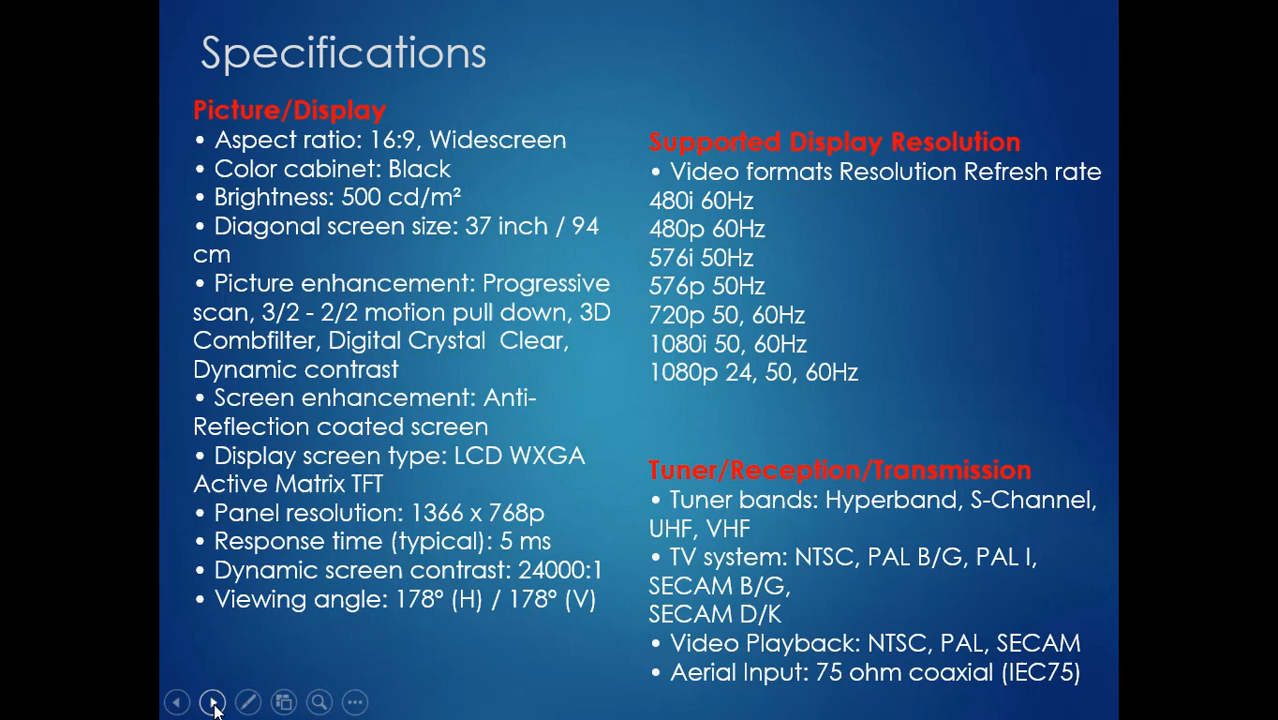 Specifications
Picture/Display
• Aspect ratio: 16:9, Widescreen
• Color cabinet: Black
• Brightness: 500 cd/m²
• Diagonal screen size: 37 inch / 94
cm
• Picture enhancement: Progressive
scan, 3/2 - 2/2 motion pull down, 3D
Combfilter, Digital Crystal  Clear,
Dynamic contrast
• Screen enhancement: Anti-
Reflection coated screen
• Display screen type: LCD WXGA
Active Matrix TFT
• Panel resolution: 1366 x 768p
• Response time (typical): 5 ms
• Dynamic screen contrast: 24000:1
• Viewing angle: 178º (H) / 178º (V)
Supported Display Resolution
• Video formats Resolution Refresh rate
480i 60Hz
480p 60Hz
576i 50Hz
576p 50Hz
720p 50, 60Hz
1080i 50, 60Hz
1080p 24, 50, 60Hz
Tuner/Reception/Transmission
• Tuner bands: Hyperband, S-Channel,
UHF, VHF
• TV system: NTSC, PAL B/G, PAL I,
SECAM B/G,
SECAM D/K
• Video Playback: NTSC, PAL, SECAM
• Aerial Input: 75 ohm coaxial (IEC75)